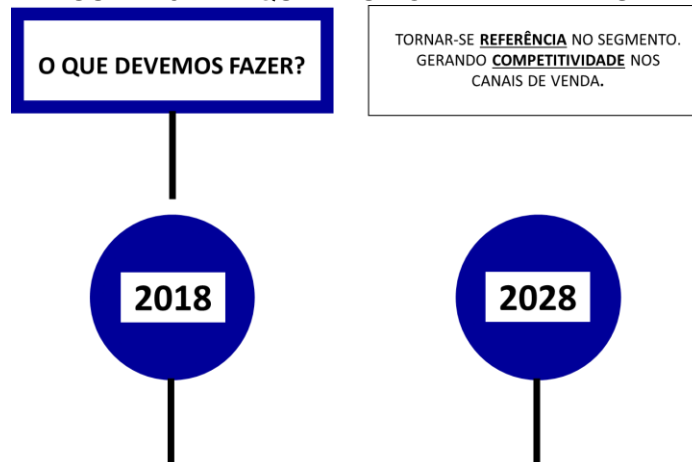 O QUE DEVEMOS FAZER?
TORNAR-SE REFERÊNCIA NO SEGMENTO.
GERANDO COMPETITIVIDADE NOS
CANAIS DE VENDA.
2018
2028